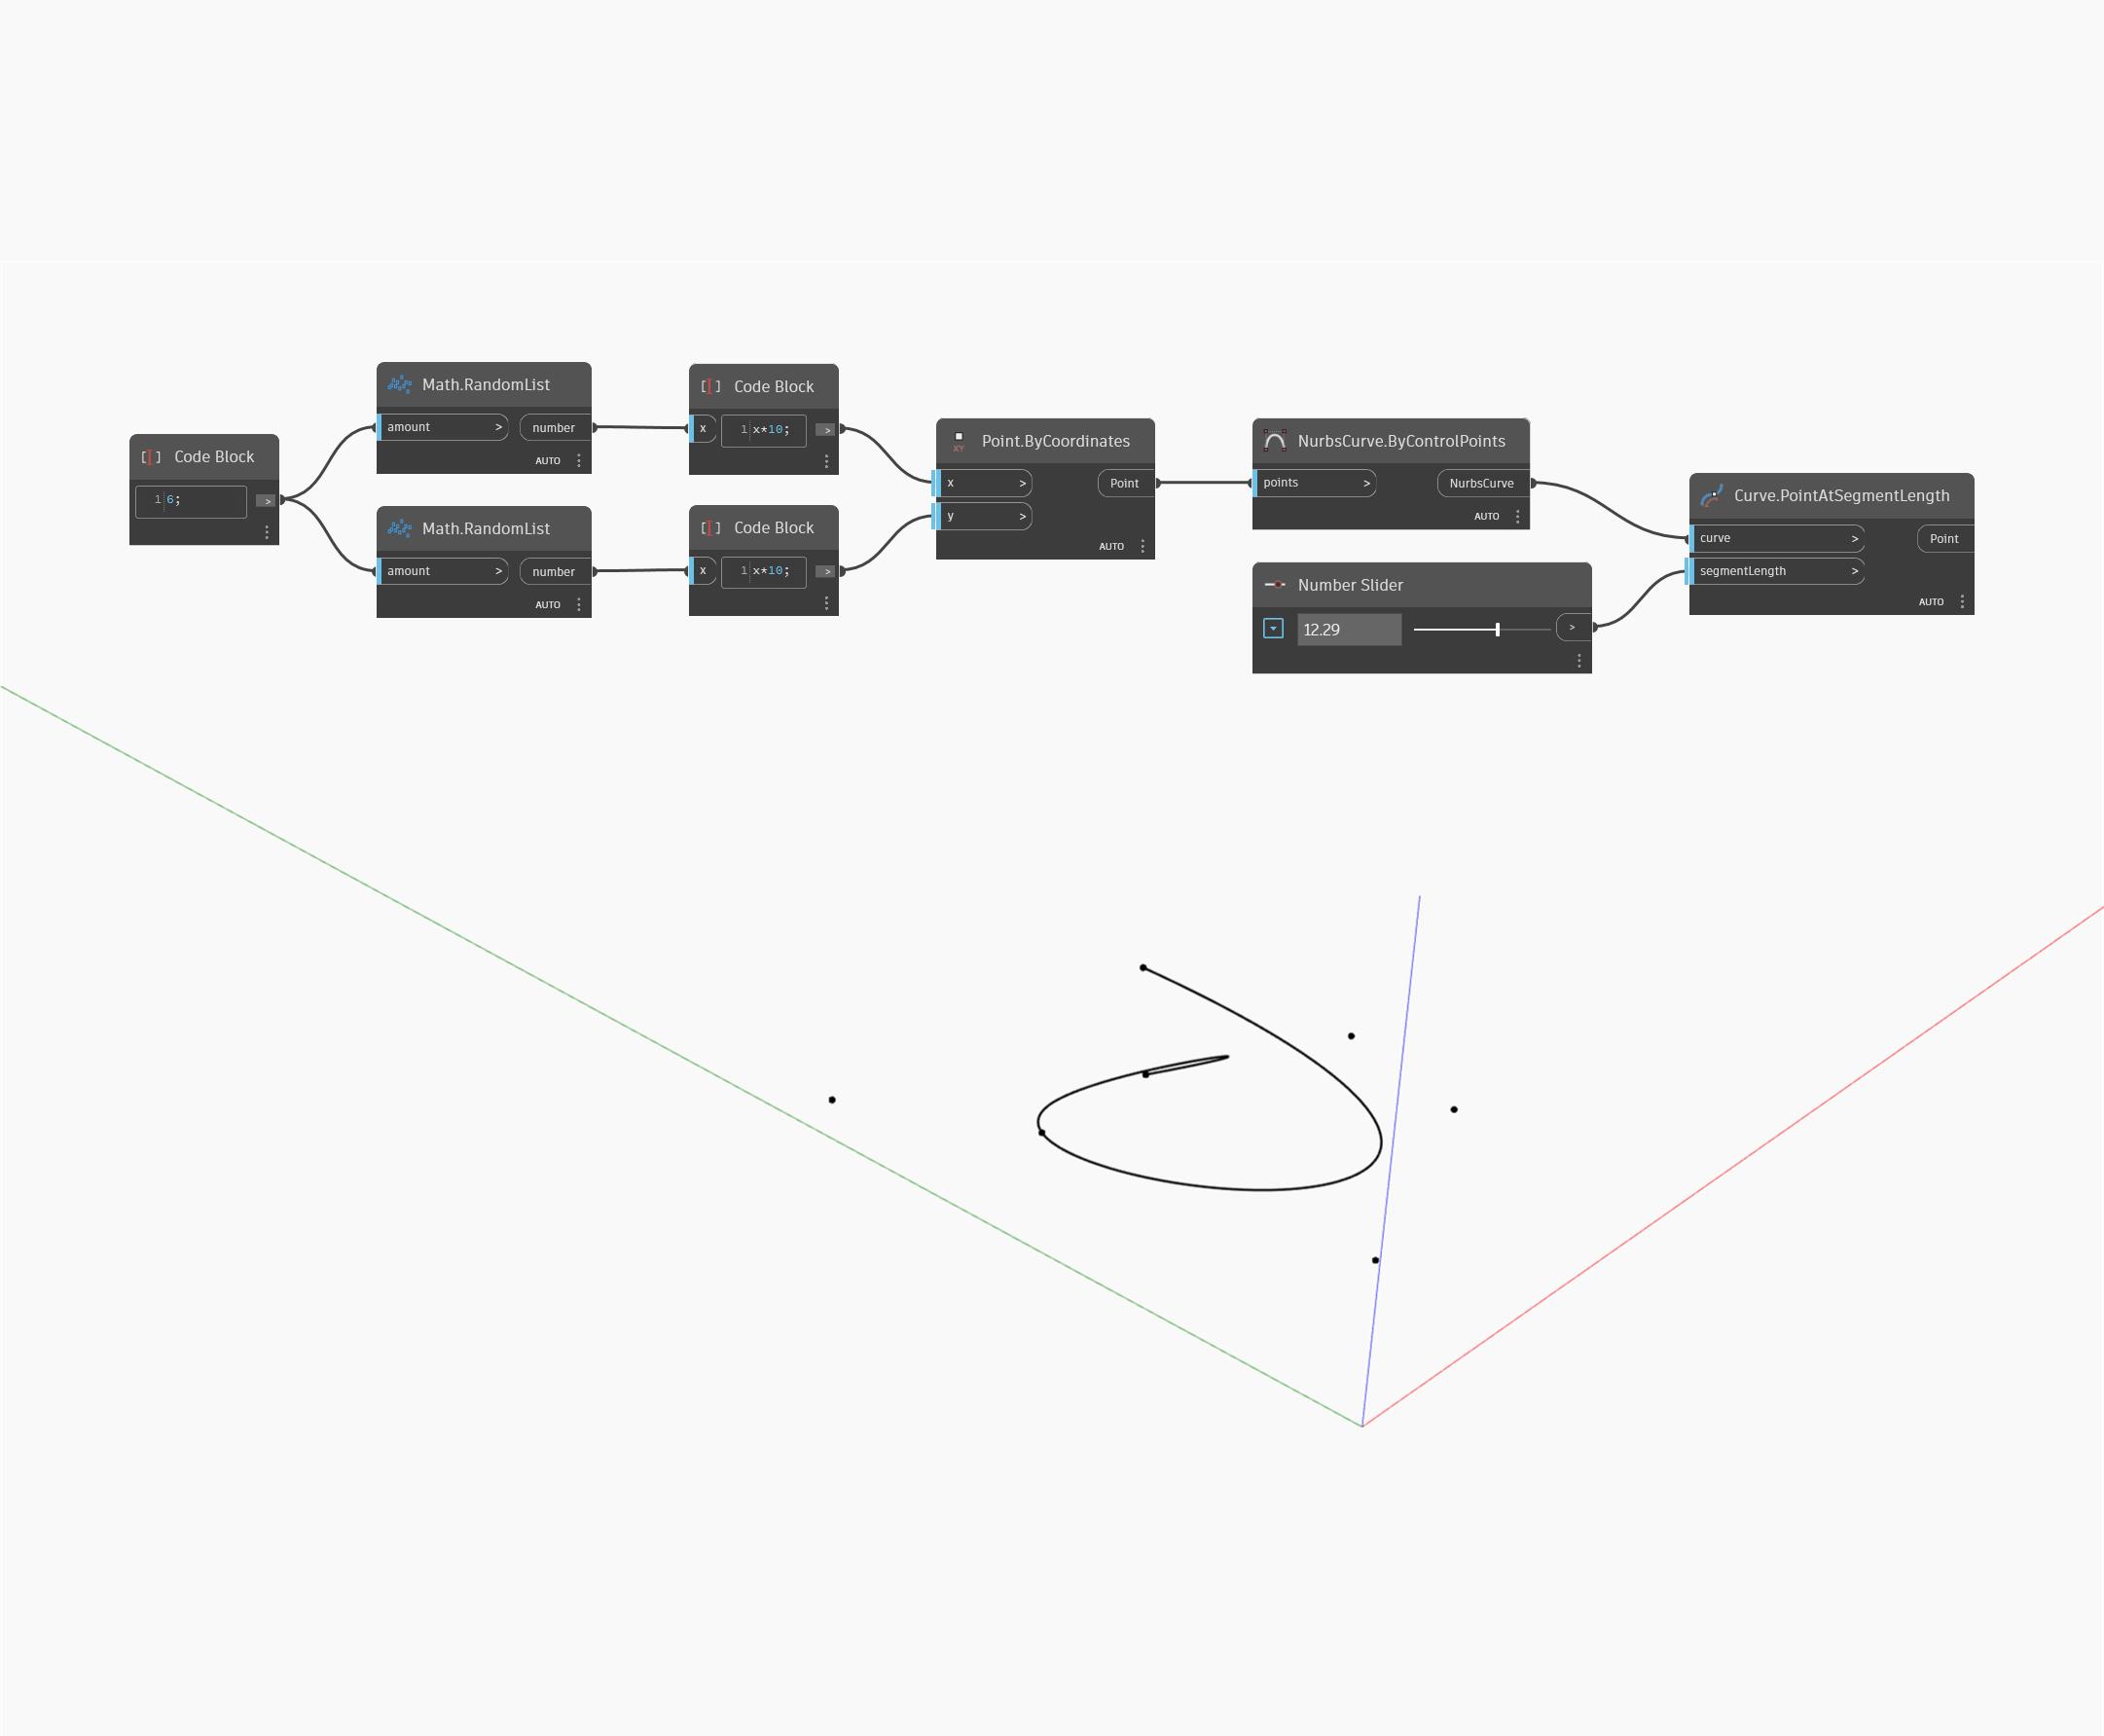 Code Block
1 6;
>
Math.RandomList
amount > number
AUTO
Math.RandomList
amount > number
AUTO
Code Block
x 1 x*10; >
Code Block
x 1 x*10; >
Point.ByCoordinates
XY
x > Point
y >
AUTO
NurbsCurve.ByControlPoints
points > NurbsCurve
AUTO
Number Slider
12.29 >
Curve.PointAtSegmentLength
curve > Point
segmentLength >
AUTO